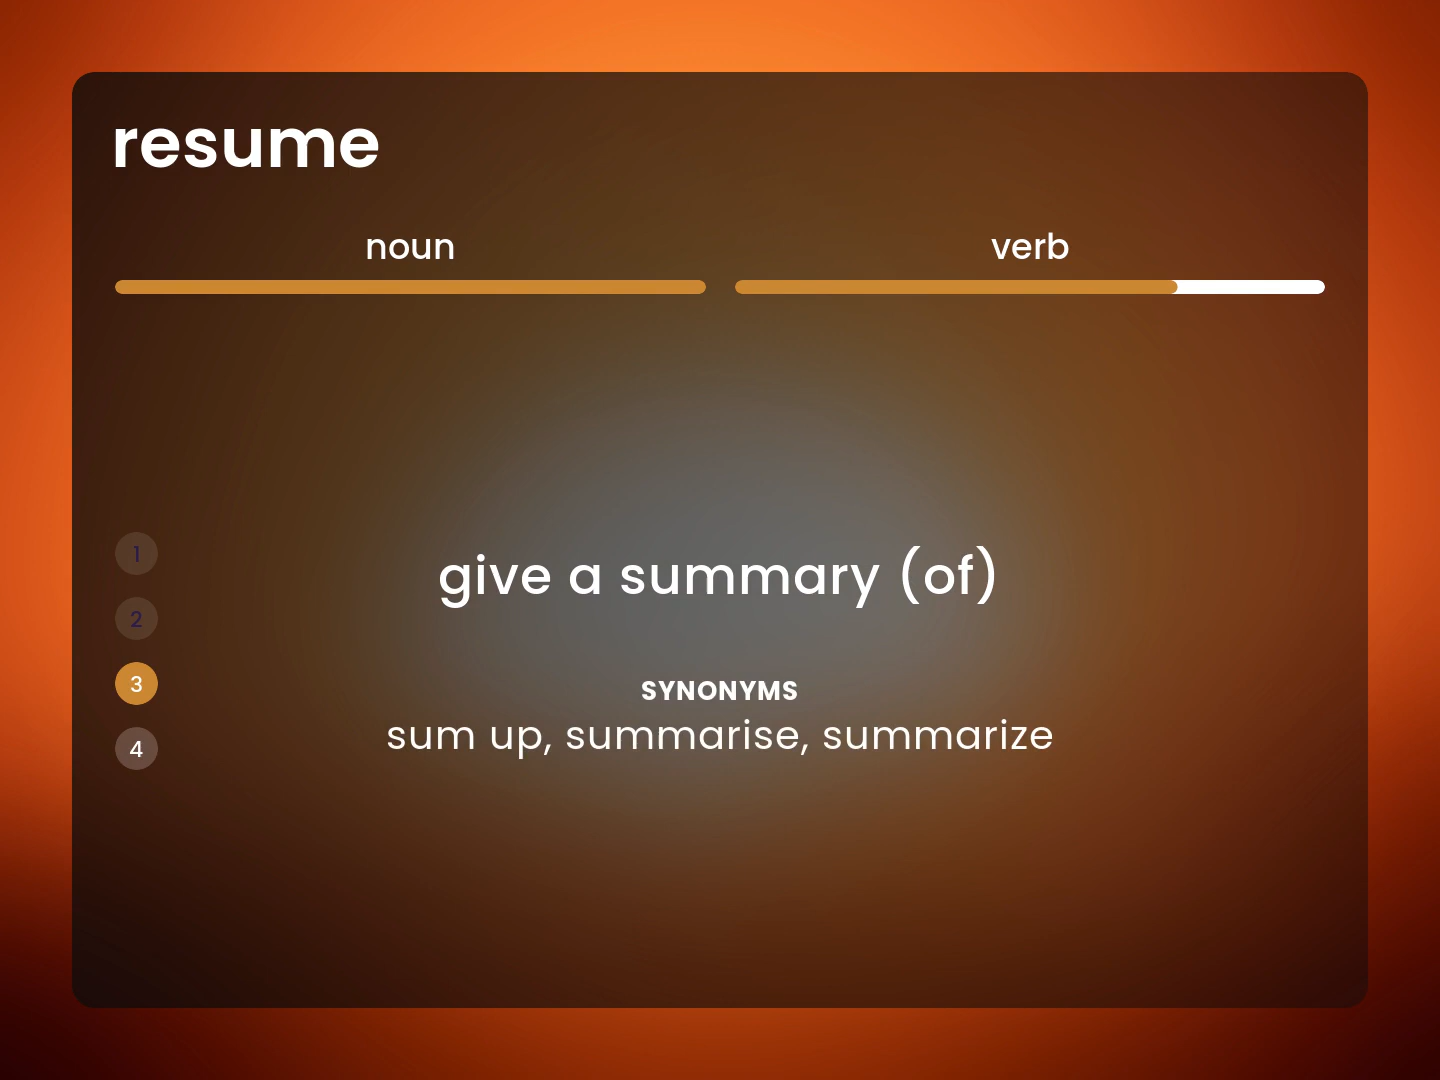 resume
noun
verb
1
2
3
4
give a summary (of)
SYNONYMS
sum up, summarise, summarize